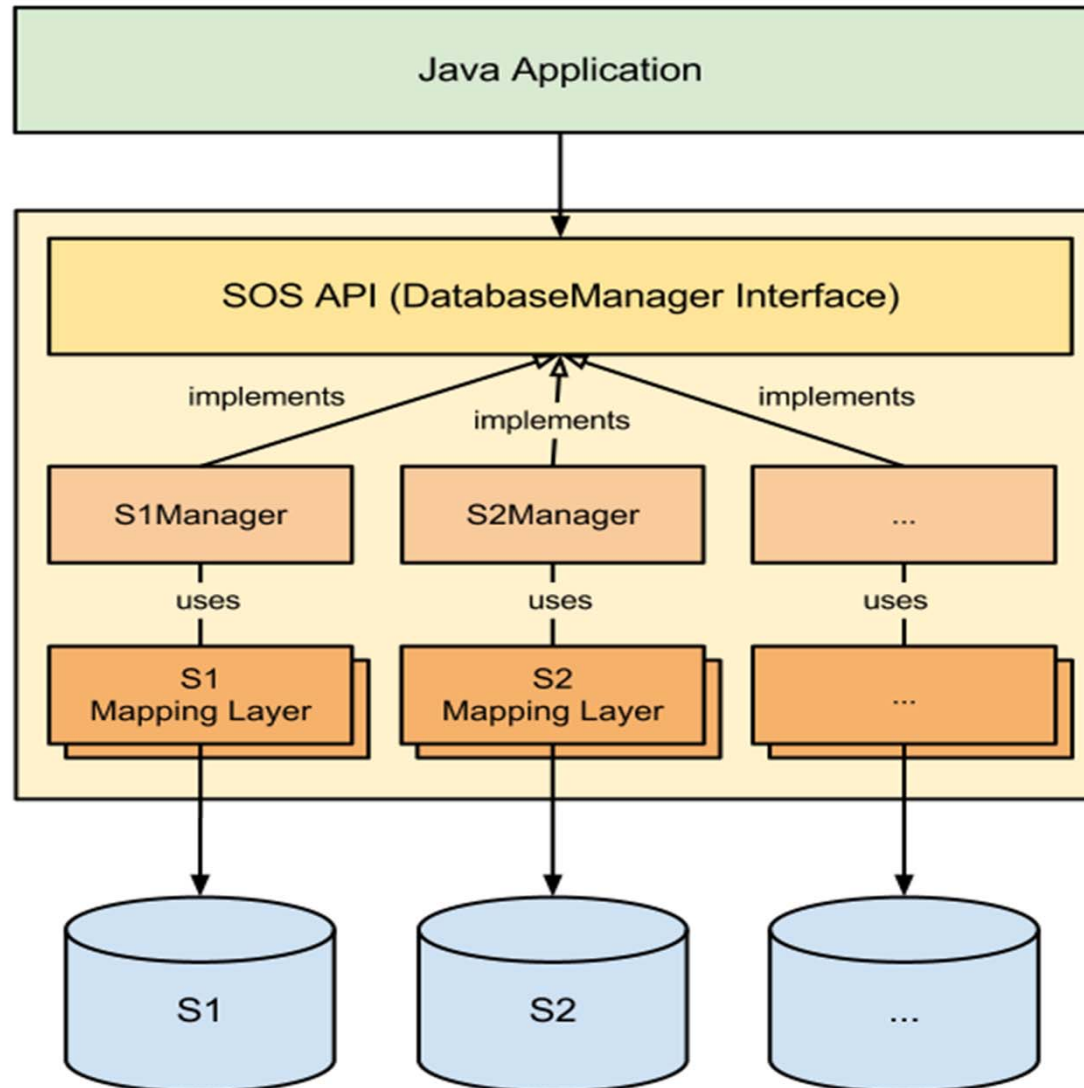 Java Application
SOS API (DatabaseManager Interface)
implements
implements
implements
S1Manager
S2Manager
...
uses
uses
uses
S1
Mapping Layer
S2
Mapping Layer
...
S1
S2
...